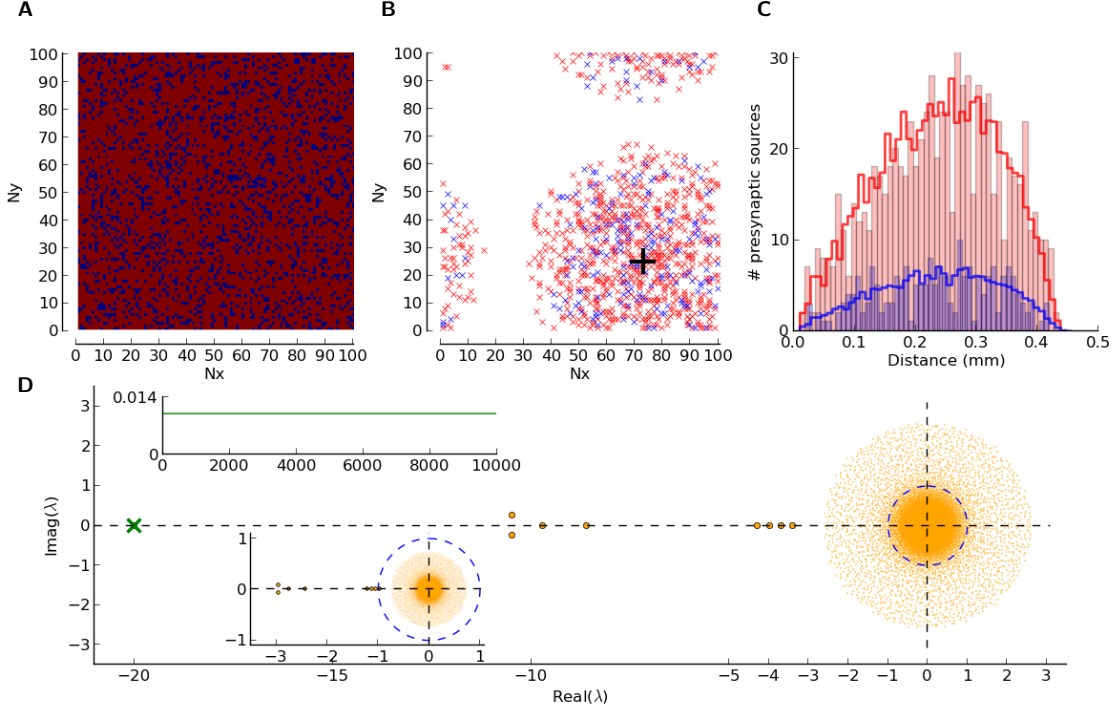 A
B
C
100
90
80
70
60
50
40
30
20
10
0
Ny
0 10 20 30 40 50 60 70 80 90 100
Nx
100
90
80
70
60
50
40
30
20
10
0
Ny
0 10 20 30 40 50 60 70 80 90 100
Nx
30
20
10
0
# presynaptic sources
0.0 0.1 0.2 0.3 0.4 0.5
Distance (mm)
D
3
2
1
0
−1
−2
−3
Imag(λ)
0.014
0
0 2000 4000 6000 8000 10000
1
0
−1
−3 −2 −1 0 1
−20 −15 −10 −5 −4 −3 −2 −1 0 1 2 3
Real(λ)